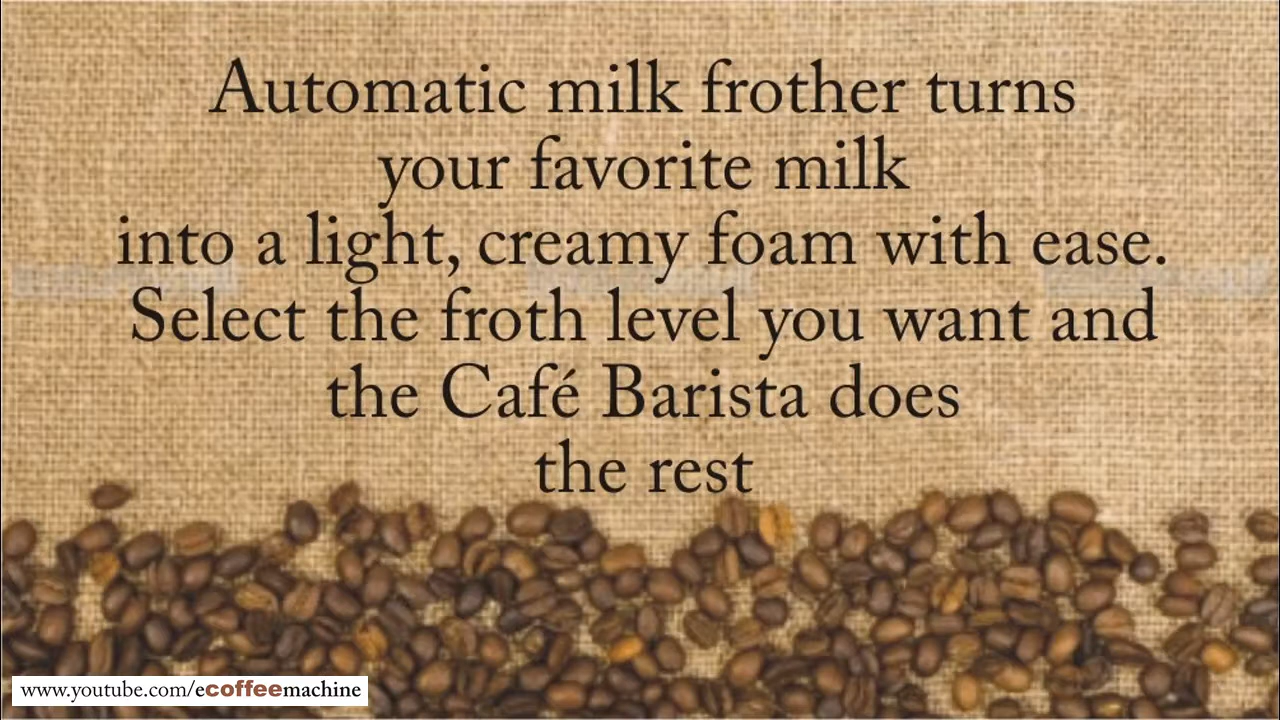 Automatic milk frother turns
your favorite milk
into a light, creamy foam with ease.
Select the froth level you want and
the Café Barista does
the rest
www.youtube.com/ecoffeemachine